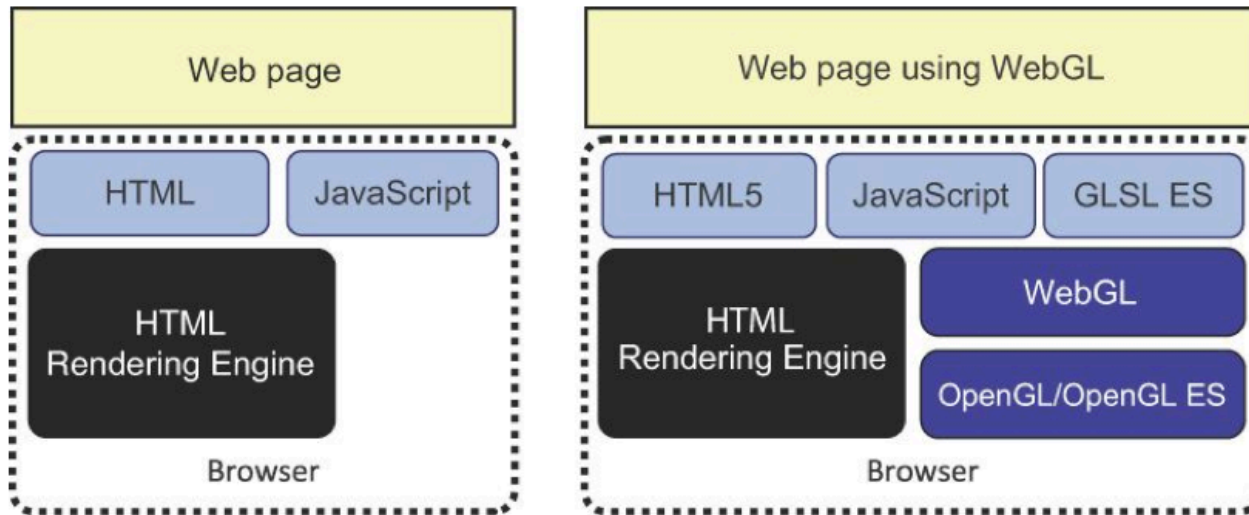 Web page
HTML
JavaScript
HTML
Rendering Engine
Browser
Web page using WebGL
HTML5
JavaScript
GLSL ES
HTML
Rendering Engine
WebGL
OpenGL/OpenGL ES
Browser